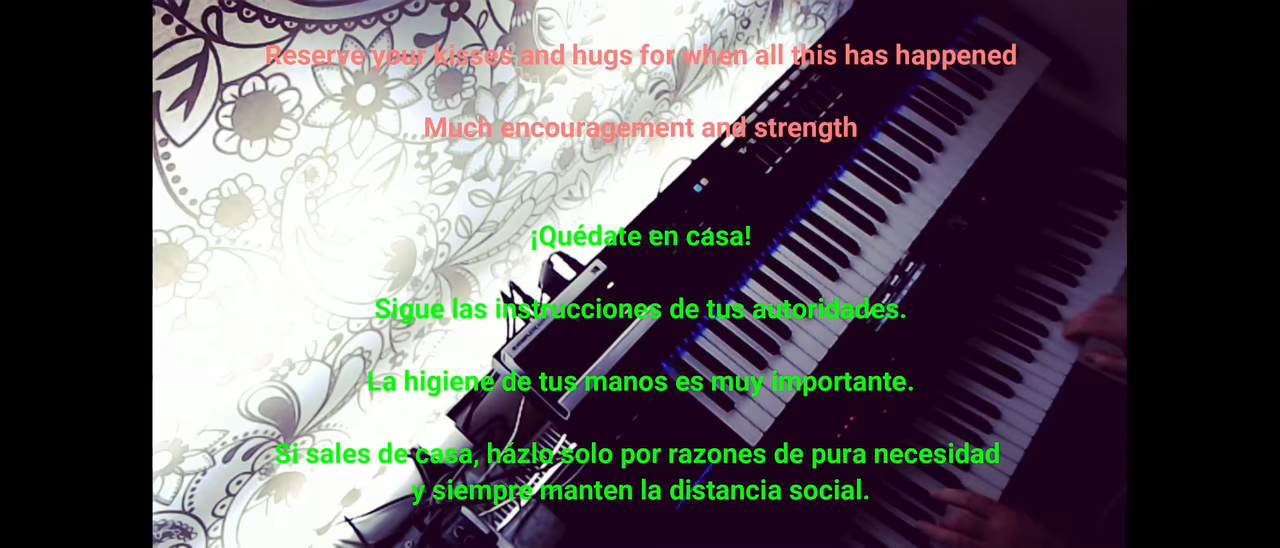 Reserve your kisses and hugs for when all this has happened
Much encouragement and strength
¡Quédate en casa!
Sigue las instrucciones de tus autoridades.
La higiene de tus manos es muy importante.
Si sales de casa, házlo solo por razones de pura necesidad
y siempre manten la distancia social.